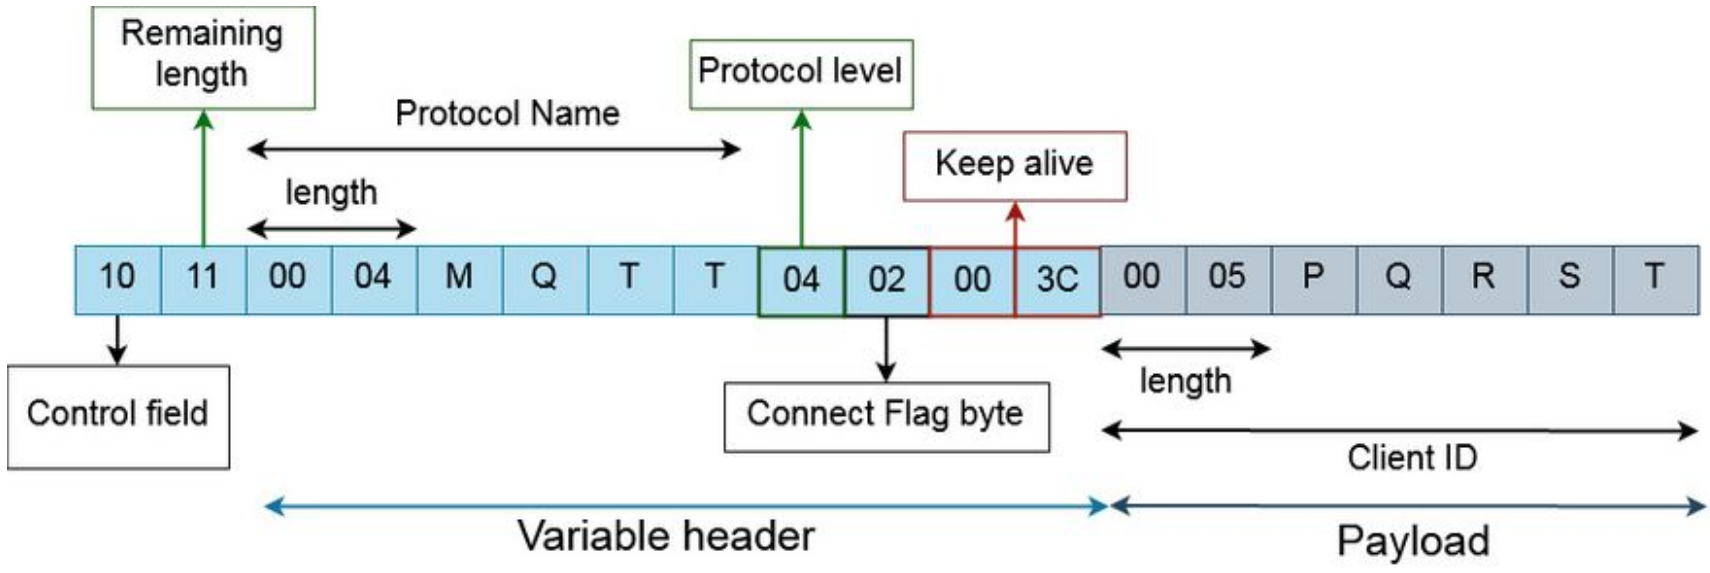 Remaining
length
Protocol Name
Protocol level
Keep alive
length
10 11 00 04 M Q T T 04 02 00 3C 00 05 P Q R S T
Control field
Connect Flag byte
length
Client ID
Variable header
Payload